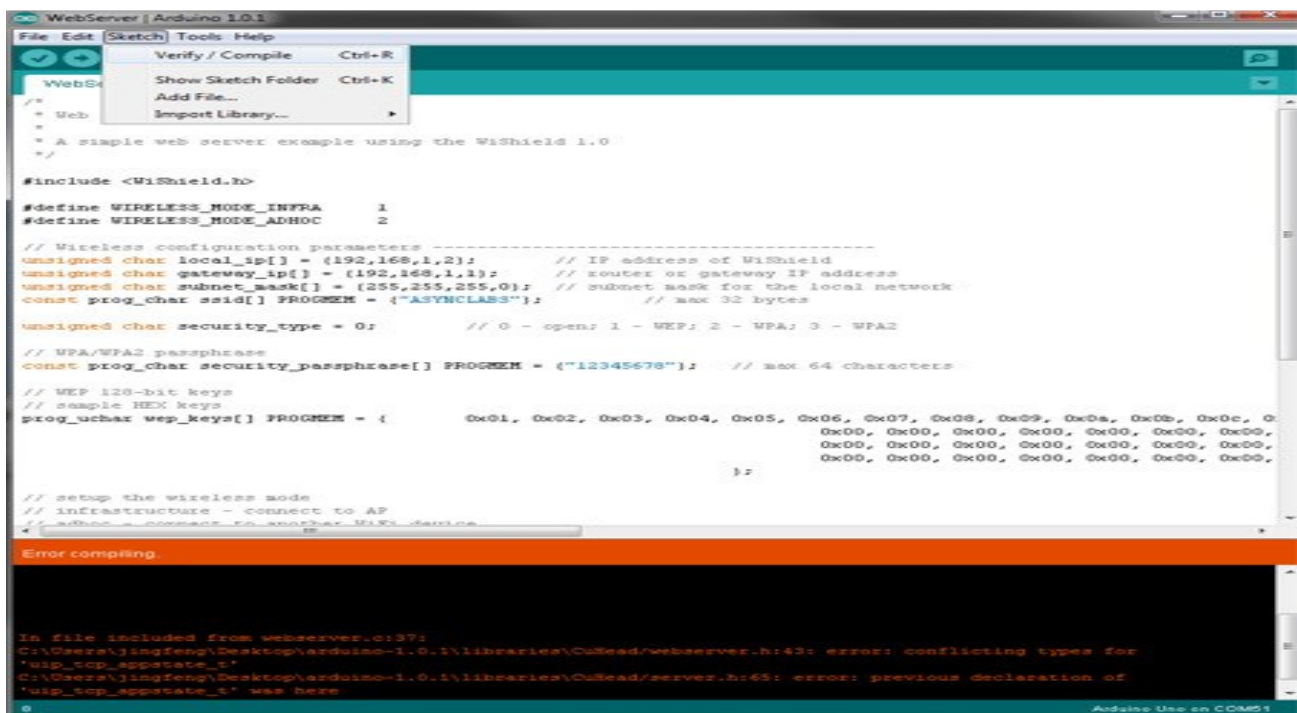 WebServer | Arduino 1.0.1
File Edit Sketch Tools Help
Verify / Compile Ctrl+R
Show Sketch Folder Ctrl+K
Add File...
Import Library...
WebSe
/*
* Web
*
* A simple web server example using the WiShield 1.0
*/
#include <WiShield.h>
#define WIRELESS_MODE_INFRA 1
#define WIRELESS_MODE_ADHOC 2
// Wireless configuration parameters ----------------------------------------
unsigned char local_ip[] = {192,168,1,2}; // IP address of WiShield
unsigned char gateway_ip[] = {192,168,1,1}; // router or gateway IP address
unsigned char subnet_mask[] = {255,255,255,0}; // subnet mask for the local network
const prog_char ssid[] PROGMEM = {"ASYNCLABS"}; // max 32 bytes
unsigned char security_type = 0; // 0 - open; 1 - WEP; 2 - WPA; 3 - WPA2
// WPA/WPA2 passphrase
const prog_char security_passphrase[] PROGMEM = {"12345678"}; // max 64 characters
// WEP 128-bit keys
// sample HEX keys
prog_uchar wep_keys[] PROGMEM = { 0x01, 0x02, 0x03, 0x04, 0x05, 0x06, 0x07, 0x08, 0x09, 0x0a, 0x0b, 0x0c, 0
0x00, 0x00, 0x00, 0x00, 0x00, 0x00, 0x00,
0x00, 0x00, 0x00, 0x00, 0x00, 0x00, 0x00,
0x00, 0x00, 0x00, 0x00, 0x00, 0x00, 0x00,
};
// setup the wireless mode
// infrastructure - connect to AP
// adhoc - connect to another WiFi device
Error compiling.
In file included from webserver.c:37:
C:\Users\jingfeng\Desktop\arduino-1.0.1\libraries\CuHead/webserver.h:43: error: conflicting types for
'uip_tcp_appstate_t'
C:\Users\jingfeng\Desktop\arduino-1.0.1\libraries\CuHead/server.h:65: error: previous declaration of
'uip_tcp_appstate_t' was here
Arduino Uno on COM51